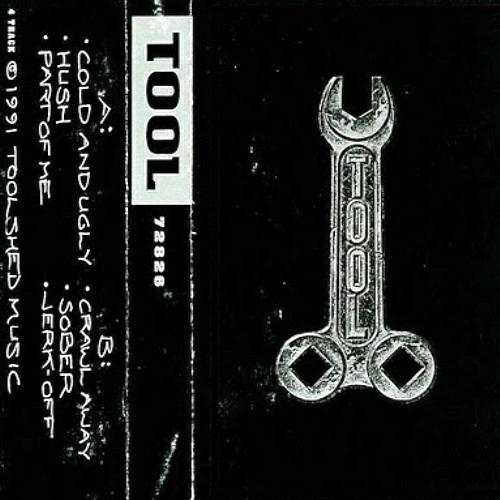 A:
• COLD AND UGLY
• HUSH
• PART OF ME
B:
• CRAWL AWAY
• SOBER
• JERK-OFF
4 TRACK © 1991 TOOLSHED MUSIC
TOOL
72826
TOOL